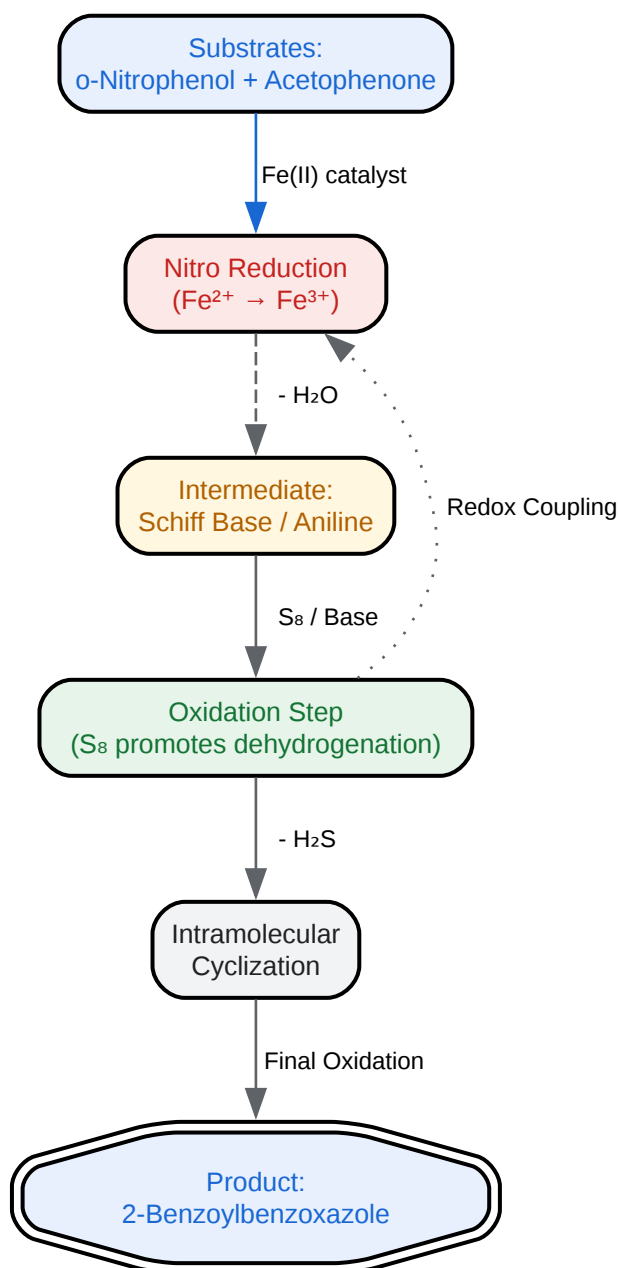 Substrates:
o-Nitrophenol + Acetophenone
Fe(II) catalyst
Nitro Reduction
(Fe²⁺ → Fe³⁺)
- H₂O
Intermediate:
Schiff Base / Aniline
Redox Coupling
S₈ / Base
Oxidation Step
(S₈ promotes dehydrogenation)
- H₂S
Intramolecular
Cyclization
Final Oxidation
Product:
2-Benzoylbenzoxazole